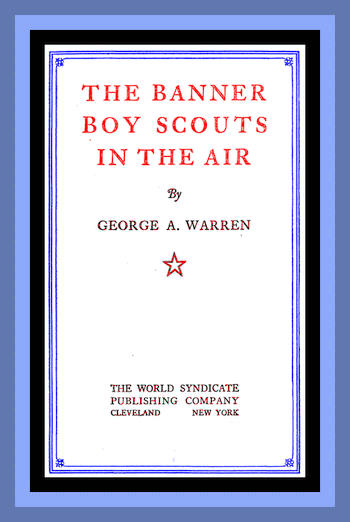 THE BANNER
BOY SCOUTS
IN THE AIR
By
GEORGE A. WARREN
THE WORLD SYNDICATE
PUBLISHING COMPANY
CLEVELAND NEW YORK